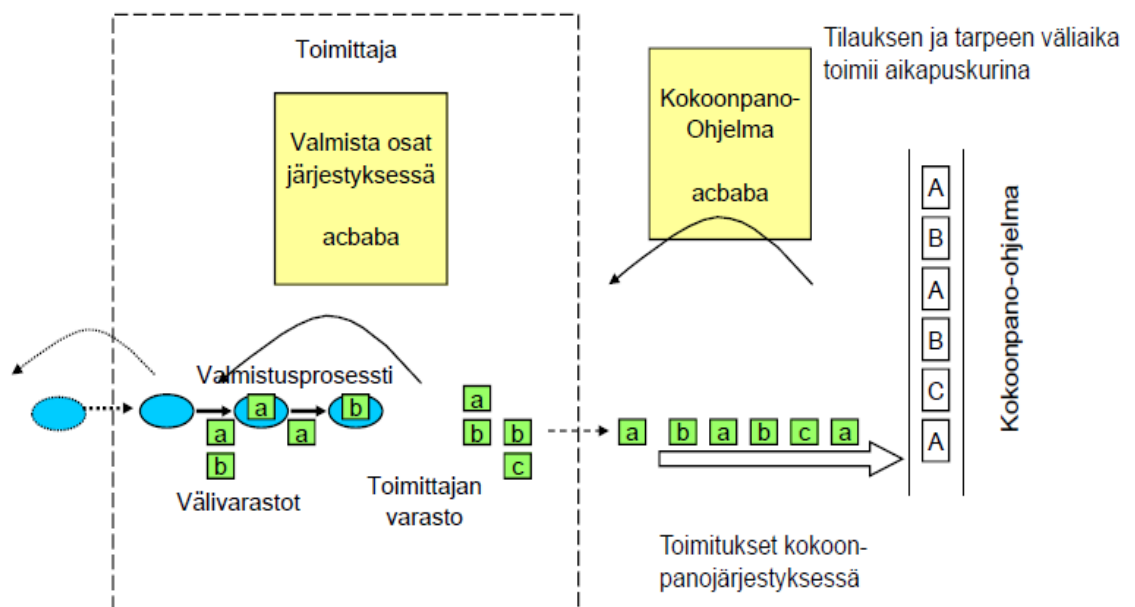 Toimittaja
Valmista osat
järjestyksessä
acbaba
Kokoonpano-
Ohjelma
acbaba
Tilauksen ja tarpeen väliaika
toimii aikapuskurina
Valmistusprosessti
a
b
a
a
b
Välivarastot
a
b
b
c
Toimittajan
varasto
a
b
a
b
c
a
Toimitukset kokoon-
panojärjestyksessä
A
B
A
B
C
A
Kokoonpano-ohjelma